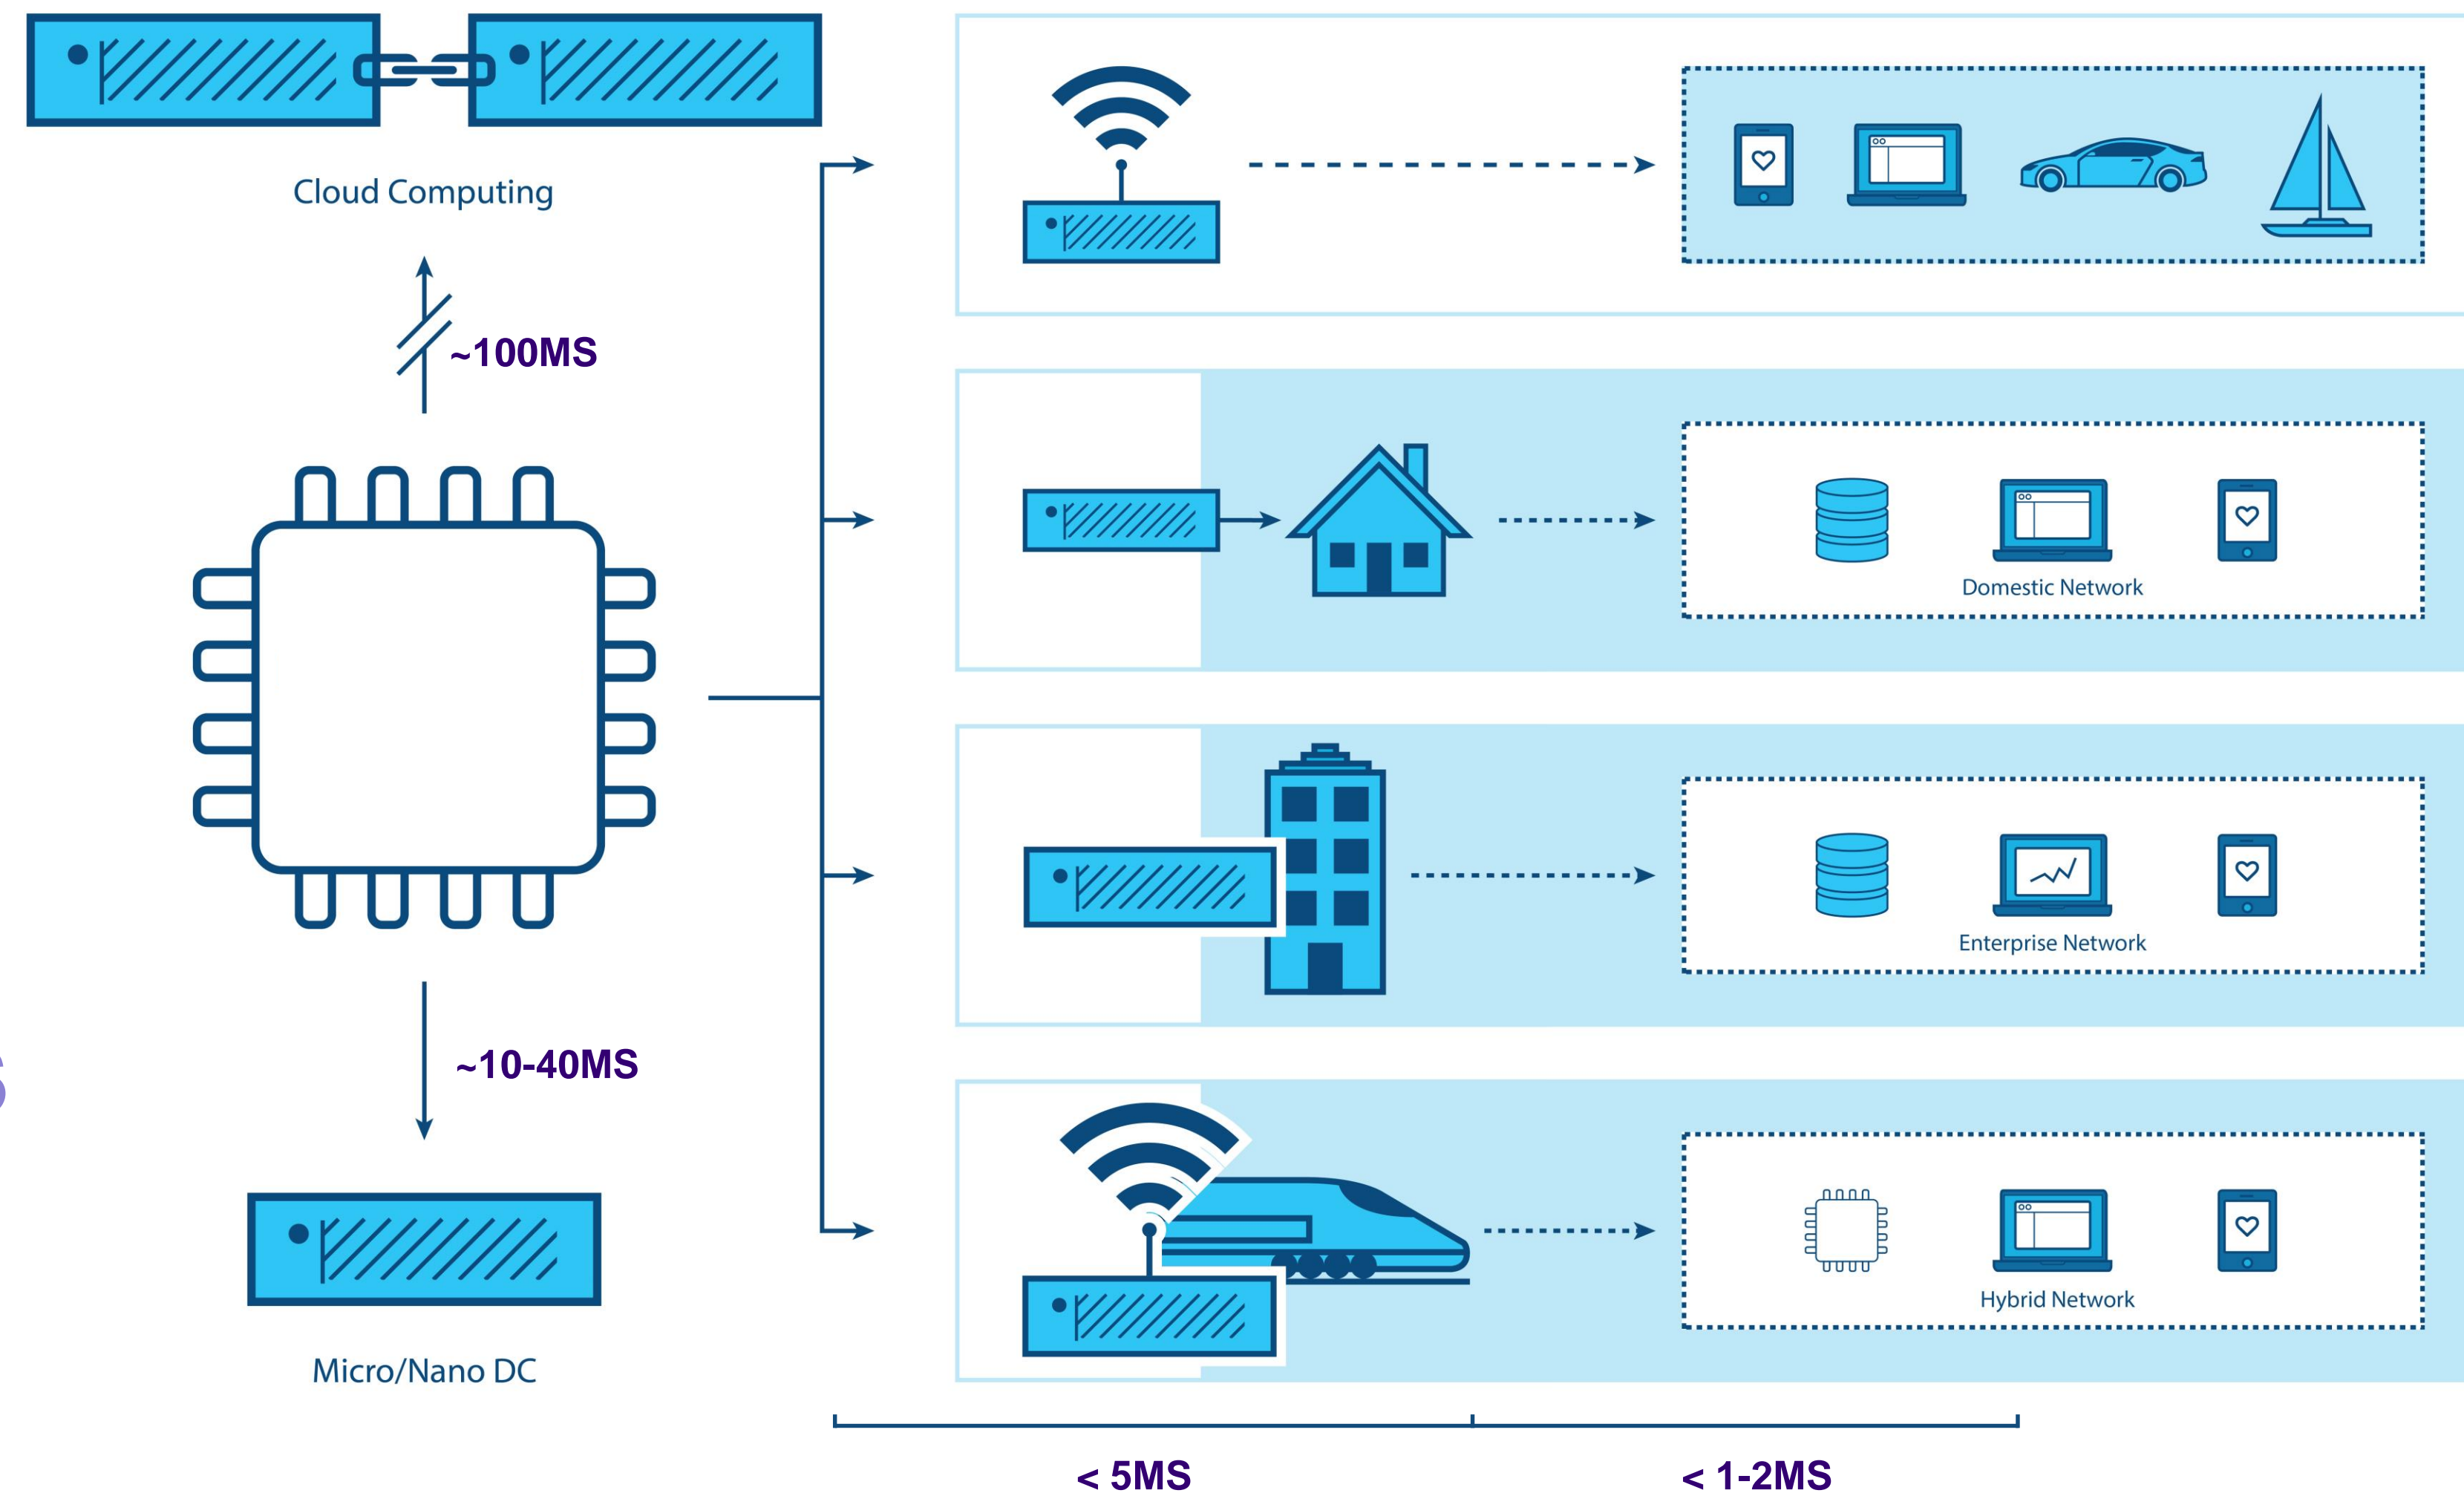 Cloud Computing
~100MS
Domestic Network
Enterprise Network
~10-40MS
Hybrid Network
Micro/Nano DC
< 5MS
< 1-2MS